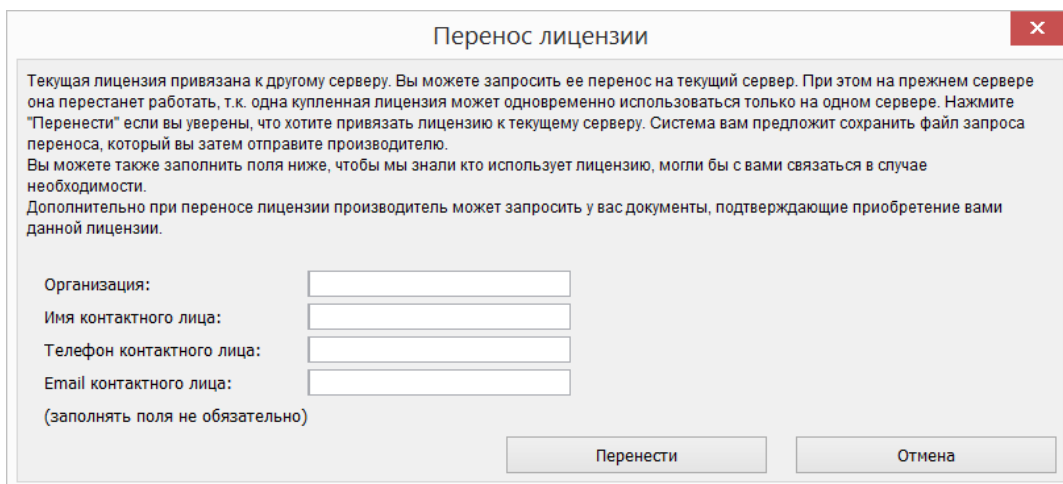 Перенос лицензии
Текущая лицензия привязана к другому серверу. Вы можете запросить ее перенос на текущий сервер. При этом на прежнем сервере
она перестанет работать, т.к. одна купленная лицензия может одновременно использоваться только на одном сервере. Нажмите
"Перенести" если вы уверены, что хотите привязать лицензию к текущему серверу. Система вам предложит сохранить файл запроса
переноса, который вы затем отправите производителю.
Вы можете также заполнить поля ниже, чтобы мы знали кто использует лицензию, могли бы с вами связаться в случае
необходимости.
Дополнительно при переносе лицензии производитель может запросить у вас документы, подтверждающие приобретение вами
данной лицензии.
Организация:
Имя контактного лица:
Телефон контактного лица:
Email контактного лица:
(заполнять поля не обязательно)
Перенести Отмена